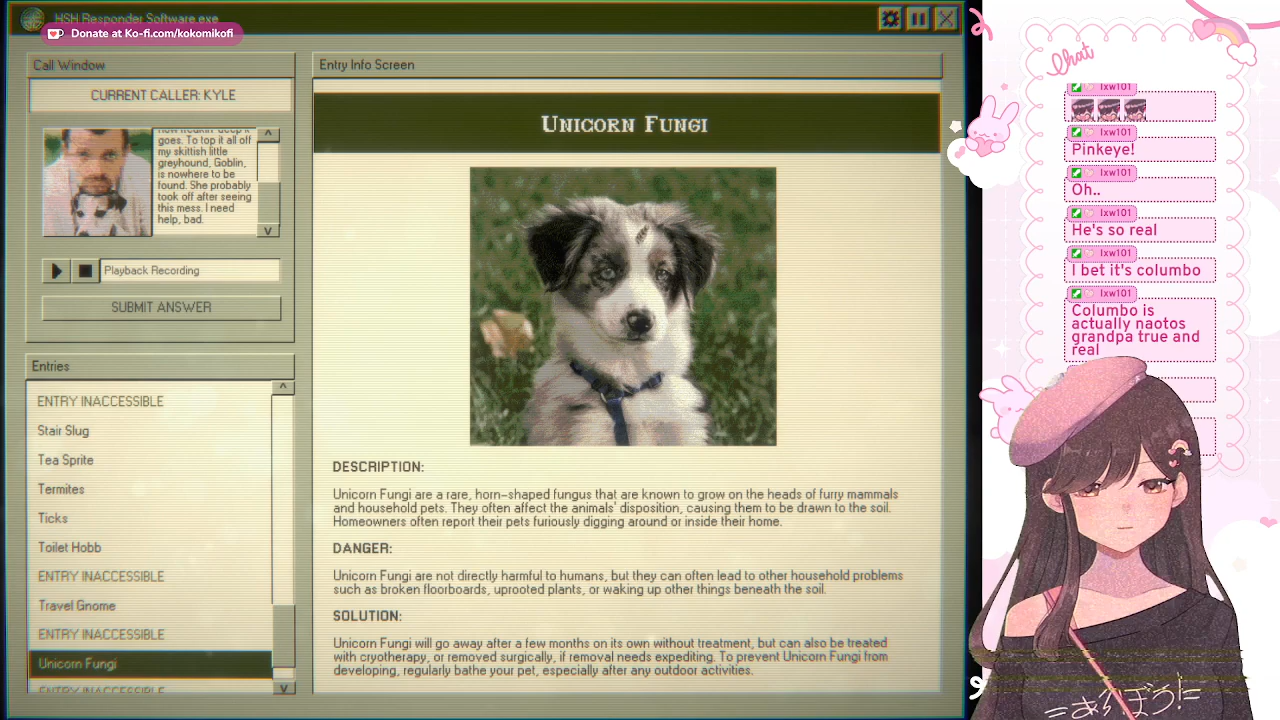 HSH Responder Software.exe
Donate at Ko-fi.com/kokomikofi
Call Window
CURRENT CALLER: KYLE
goes. To top it all off
my skittish little
greyhound, Goblin,
is nowhere to be
found. She probably
took off after seeing
this mess. I need
help, bad.
Playback Recording
SUBMIT ANSWER
Entries
ENTRY INACCESSIBLE
Stair Slug
Tea Sprite
Termites
Ticks
Toilet Hobb
ENTRY INACCESSIBLE
Travel Gnome
ENTRY INACCESSIBLE
Unicorn Fungi
ENTRY INACCESSIBLE
Entry Info Screen
Unicorn Fungi
DESCRIPTION:
Unicorn Fungi are a rare, horn-shaped fungus that are known to grow on the heads of furry mammals
and household pets. They often affect the animals' disposition, causing them to be drawn to the soil.
Homeowners often report their pets furiously digging around or inside their home.
DANGER:
Unicorn Fungi are not directly harmful to humans, but they can often lead to other household problems
such as broken floorboards, uprooted plants, or waking up other things beneath the soil.
SOLUTION:
Unicorn Fungi will go away after a few months on its own without treatment, but can also be treated
with cryotherapy, or removed surgically, if removal needs expediting. To prevent Unicorn Fungi from
developing, regularly bathe your pet, especially after any outdoor activities.
Chat
lxw101
lxw101
Pinkeye!
lxw101
Oh..
lxw101
He's so real
lxw101
I bet it's columbo
lxw101
Columbo is
actually naotos
grandpa true and
real